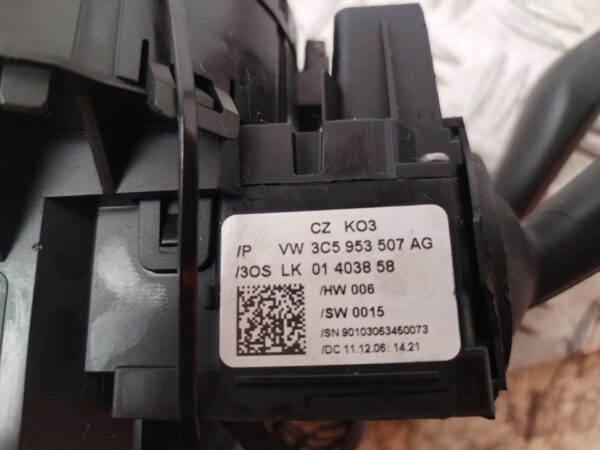 CZ KO3
/P VW 3C5 953 507 AG
/3OS LK 01 4038 58
/HW 006
/SW 0015
/SN 90103063450073
/DC 11.12.06: 14.21